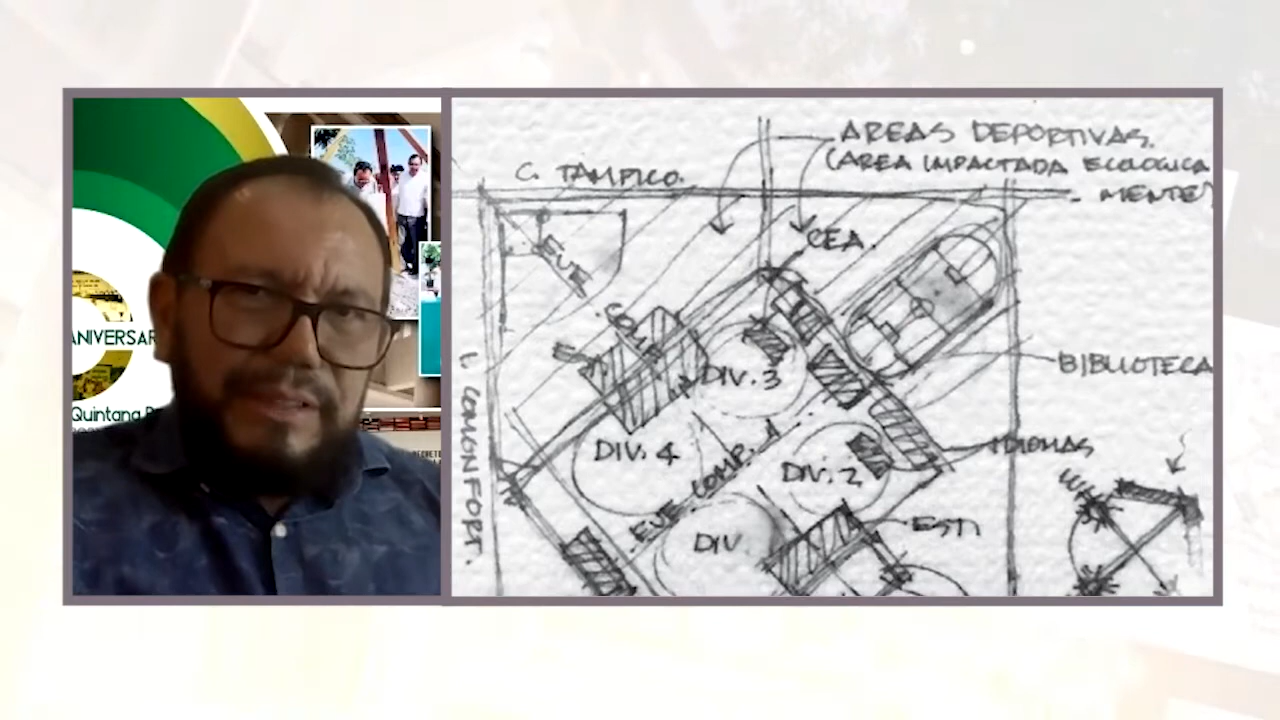 ANIVERSAR
Quintana R
AREAS DEPORTIVAS.
(AREA IMPACTADA ECOLOGICA
MENTE)
C. TAMPICO.
CEA.
EJE
COMP.
DIV. 3
BIBLIOTECA
I. COMONFORT.
DIV. 4
EJE COMP. 1
DIV. 2
IDIOMAS
DIV